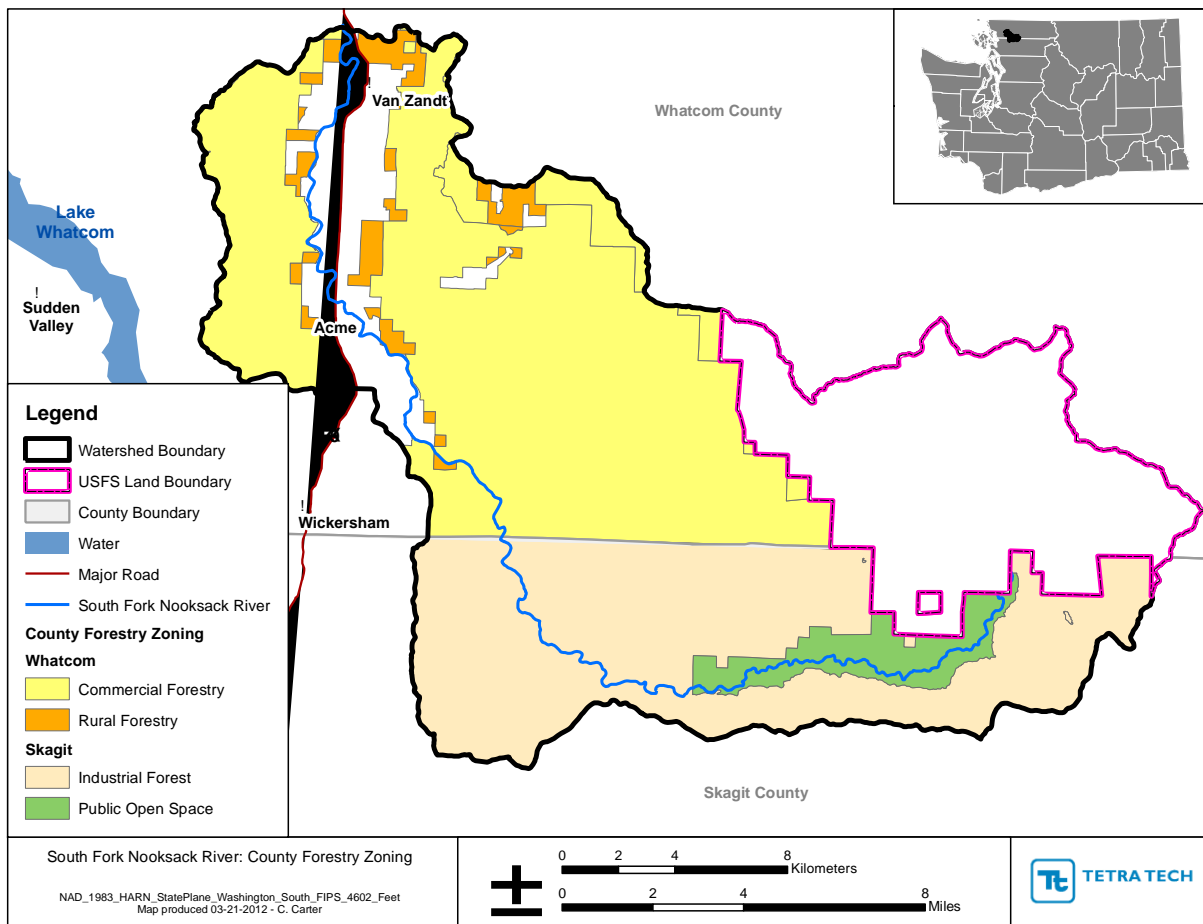 Whatcom County
Van Zandt
Lake
Whatcom
!
Sudden
Valley
Acme
!
Wickersham
!
Skagit County
Legend
Watershed Boundary
USFS Land Boundary
County Boundary
Water
Major Road
South Fork Nooksack River
County Forestry Zoning
Whatcom
Commercial Forestry
Rural Forestry
Skagit
Industrial Forest
Public Open Space
South Fork Nooksack River: County Forestry Zoning
NAD_1983_HARN_StatePlane_Washington_South_FIPS_4602_Feet
Map produced 03-21-2012 - C. Carter
±
0 2 4 8
Kilometers
0 2 4 8
Miles
Tt TETRA TECH